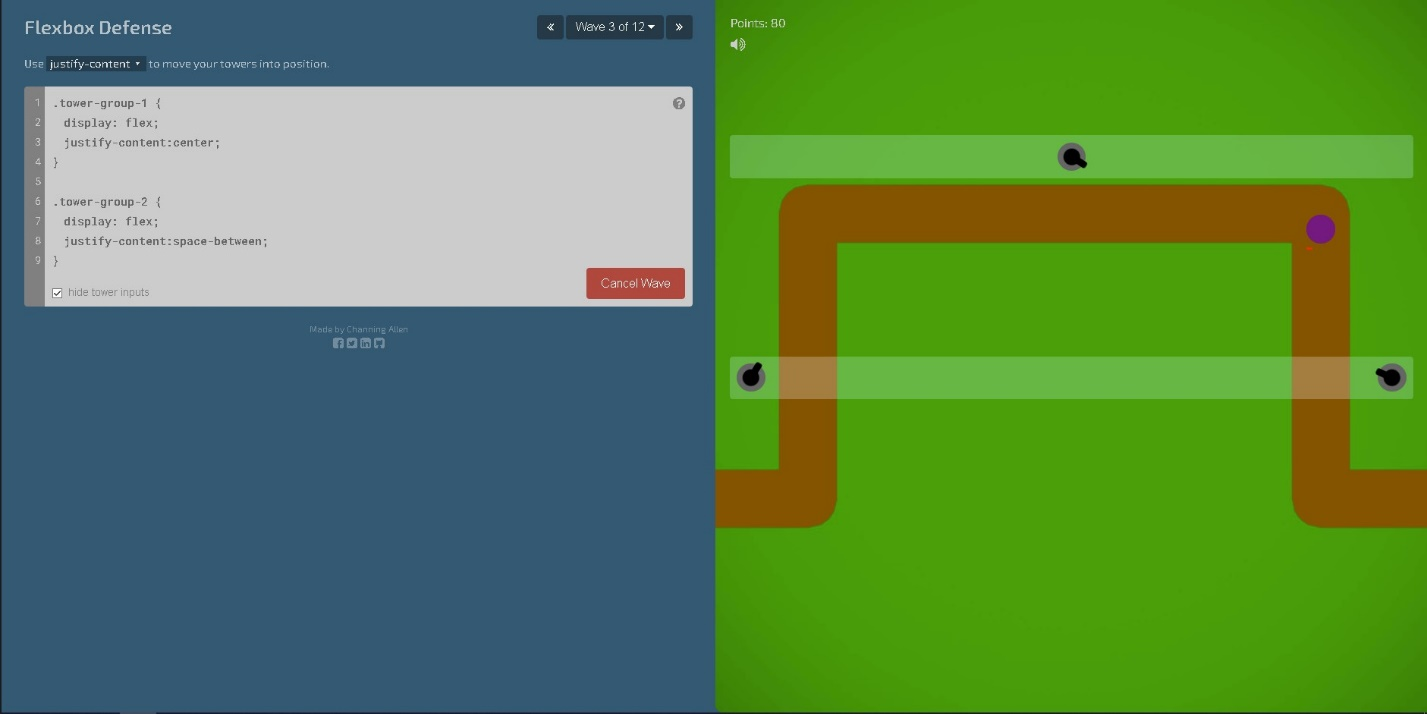 Flexbox Defense
« Wave 3 of 12 »
Use justify-content to move your towers into position.
1 .tower-group-1 {
2 display: flex;
3 justify-content:center;
4 }
5
6 .tower-group-2 {
7 display: flex;
8 justify-content:space-between;
9 }
?
hide tower inputs
Cancel Wave
Made by Channing Allen
Points: 80